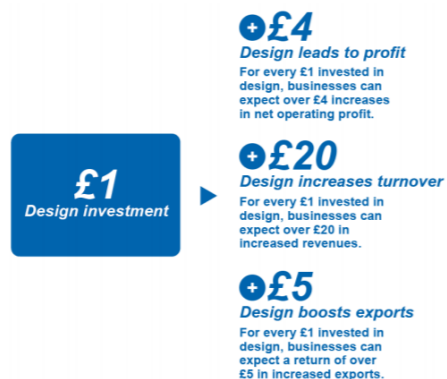 £1
Design investment
+£4
Design leads to profit
For every £1 invested in
design, businesses can
expect over £4 increases
in net operating profit.
+£20
Design increases turnover
For every £1 invested in
design, businesses can
expect over £20 in
increased revenues.
+£5
Design boosts exports
For every £1 invested in
design, businesses can
expect a return of over
£5 in increased exports.